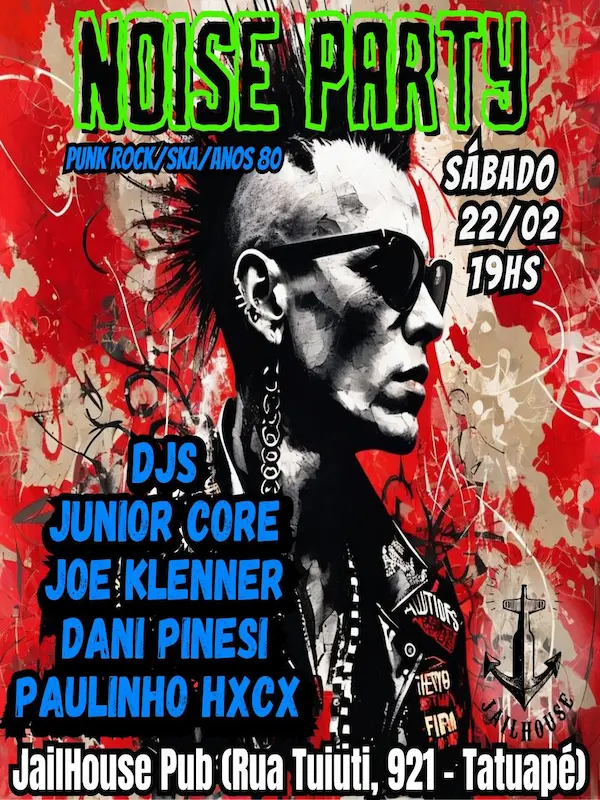 NOISE PARTY
PUNK ROCK/SKA/ANOS 80
SÁBADO
22/02
19HS
DJS
JUNIOR CORE
JOE KLENNER
DANI PINESI
PAULINHO HXCX
JAILHOUSE
JailHouse Pub (Rua Tuiuti, 921 - Tatuapé)